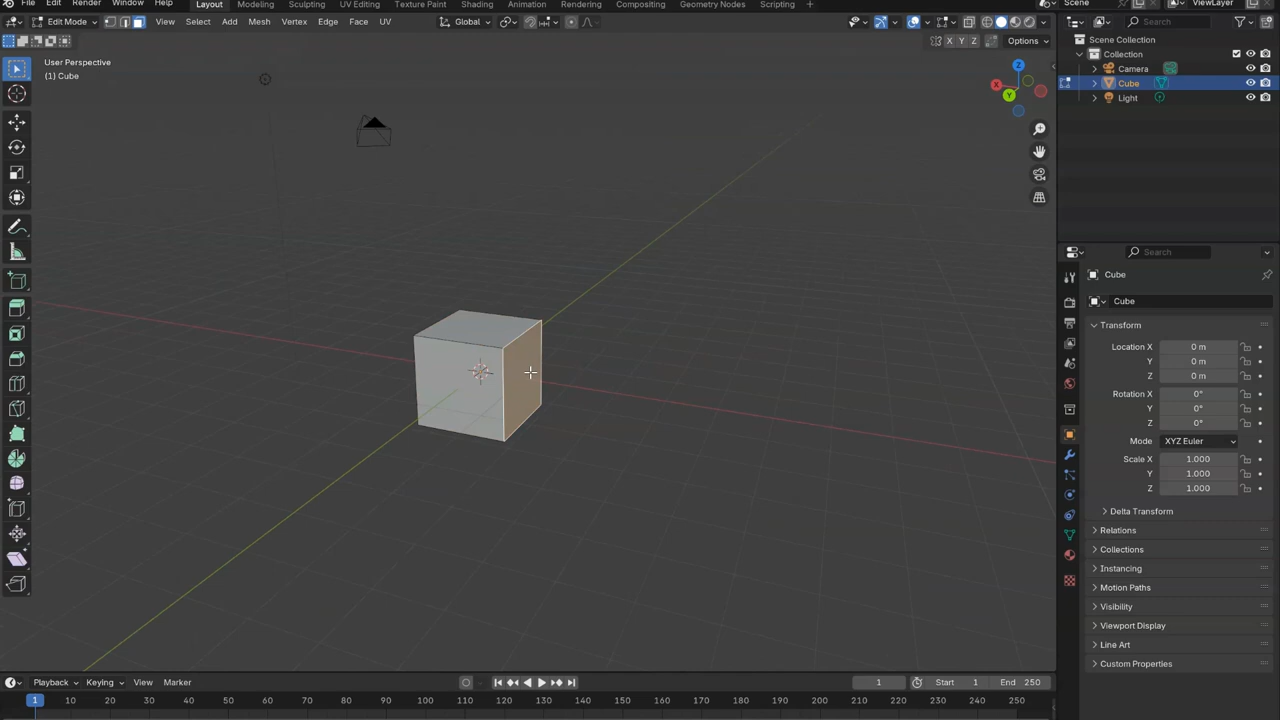 File Edit Render Window Help Layout Modeling Sculpting UV Editing Texture Paint Shading Animation Rendering Compositing Geometry Nodes Scripting + Scene ViewLayer
Edit Mode View Select Add Mesh Vertex Edge Face UV Global Search
X Y Z Options
User Perspective
(1) Cube
Scene Collection
Collection
Camera
Cube
Light
Z
X
Y
Search
Cube
Cube
Transform
Location X 0 m
Y 0 m
Z 0 m
Rotation X 0°
Y 0°
Z 0°
Mode XYZ Euler
Scale X 1.000
Y 1.000
Z 1.000
Delta Transform
Relations
Collections
Instancing
Motion Paths
Visibility
Viewport Display
Line Art
Custom Properties
Playback Keying View Marker 1 Start 1 End 250
1 10 20 30 40 50 60 70 80 90 100 110 120 130 140 150 160 170 180 190 200 210 220 230 240 250